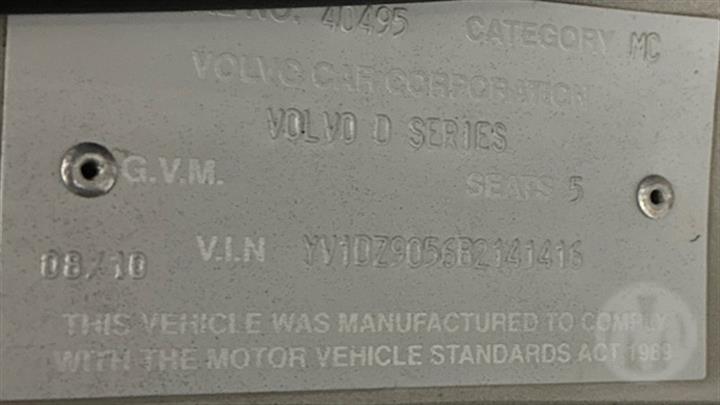 NO. 40495 CATEGORY MC
VOLVO CAR CORPORATION
VOLVO D SERIES
G.V.M. SEATS 5
08/10 V.I.N YV1DZ9056B2141416
THIS VEHICLE WAS MANUFACTURED TO COMPLY
WITH THE MOTOR VEHICLE STANDARDS ACT 1989